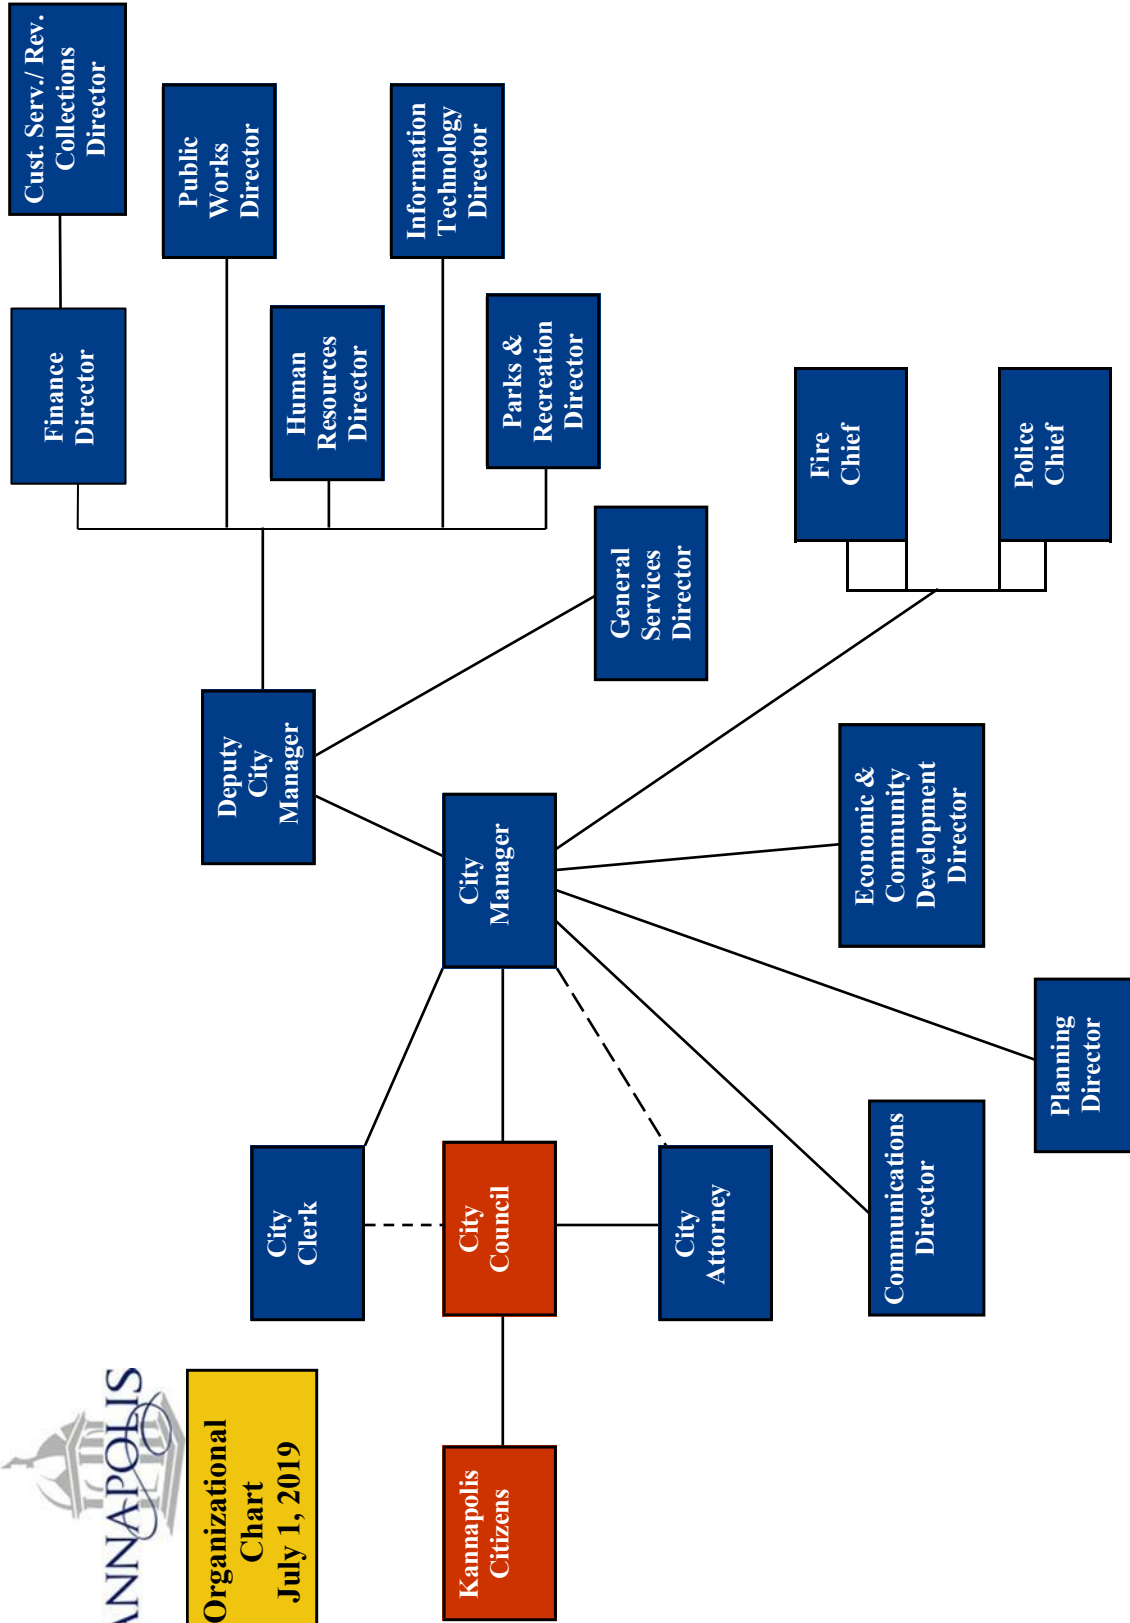 ANNAPOLIS
Organizational
Chart
July 1, 2019
Finance
Director
Cust. Serv./ Rev.
Collections
Director
Public
Works
Director
Deputy
City
Manager
City
Clerk
Human
Resources
Director
Information
Technology
Director
Kannapolis
Citizens
City
Council
City
Manager
Parks &
Recreation
Director
General
Services
Director
City
Attorney
Fire
Chief
Economic &
Community
Development
Director
Communications
Director
Police
Chief
Planning
Director